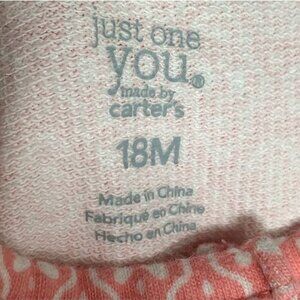 just one
you®
made by
carter's
18M
Made in China
Fabriqué en Chine
Hecho en China